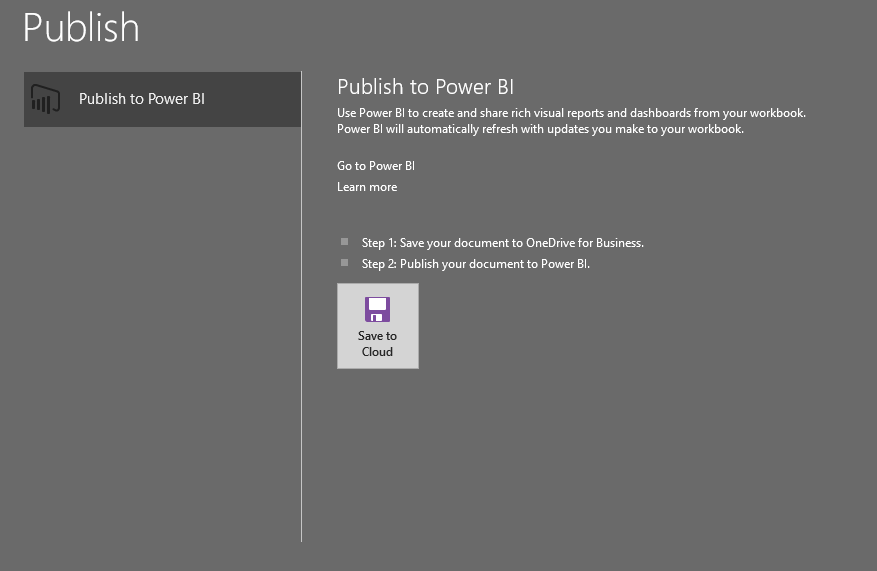 Publish
Publish to Power BI
Publish to Power BI
Use Power BI to create and share rich visual reports and dashboards from your workbook.
Power BI will automatically refresh with updates you make to your workbook.
Go to Power BI
Learn more
Step 1: Save your document to OneDrive for Business.
Step 2: Publish your document to Power BI.
Save to
Cloud